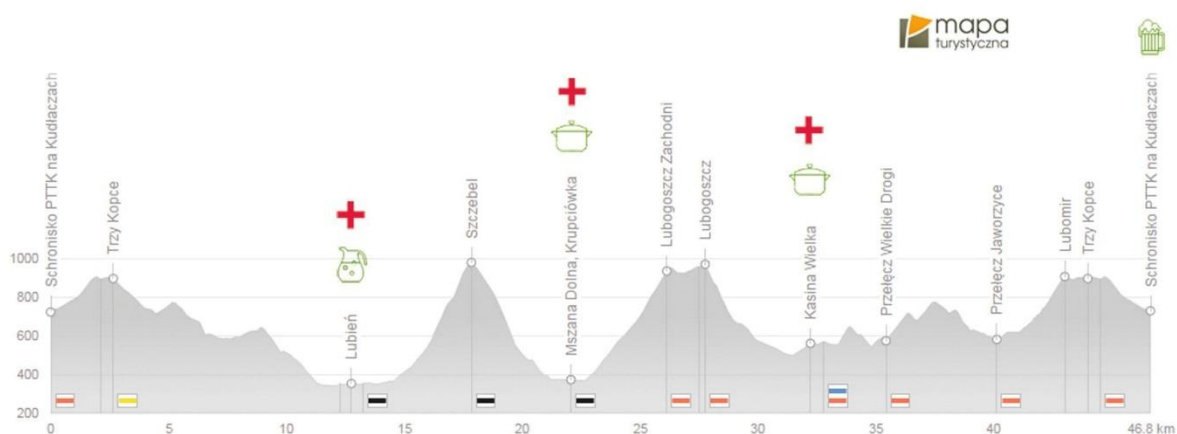 mapa
turystyczna
Schronisko PTTK na Kudłaczach
Trzy Kopce
Lubień
Szczebel
Mszana Dolna, Krupciówka
Lubogoszcz Zachodni
Lubogoszcz
Kasina Wielka
Przełęcz Wielkie Drogi
Przełęcz Jaworzyce
Lubomir
Trzy Kopce
Schronisko PTTK na Kudłaczach
1000
800
600
400
200
0
5
10
15
20
25
30
35
40
46.8 km